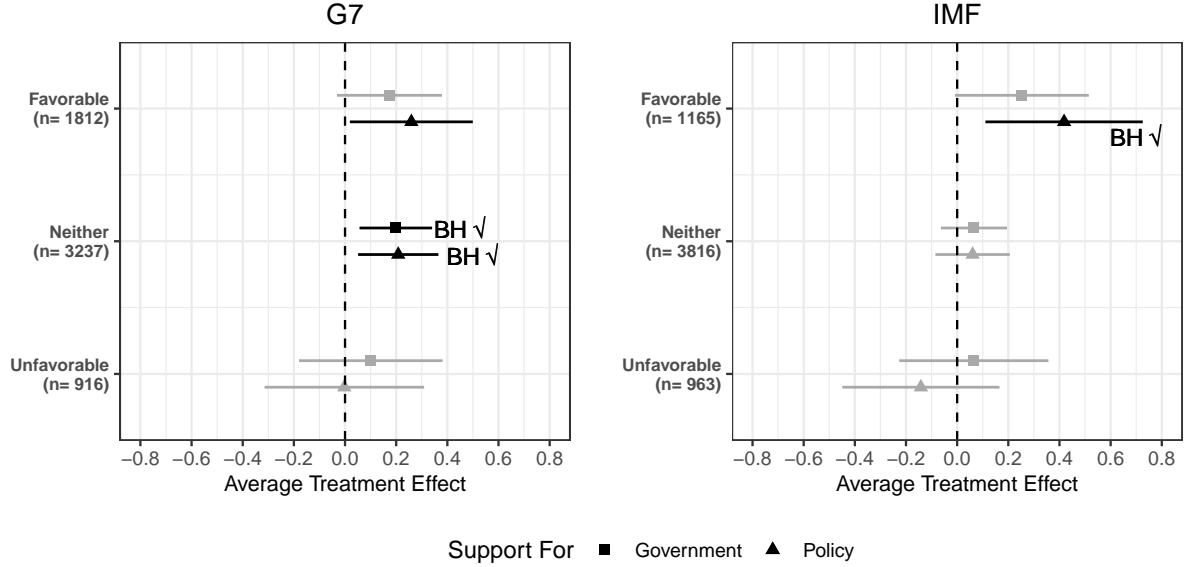 G7
Favorable
(n= 1812)
Neither
(n= 3237)
Unfavorable
(n= 916)
BH √
BH √
−0.8 −0.6 −0.4 −0.2 0.0 0.2 0.4 0.6 0.8
Average Treatment Effect
IMF
Favorable
(n= 1165)
Neither
(n= 3816)
Unfavorable
(n= 963)
BH √
−0.8 −0.6 −0.4 −0.2 0.0 0.2 0.4 0.6 0.8
Average Treatment Effect
Support For Government Policy